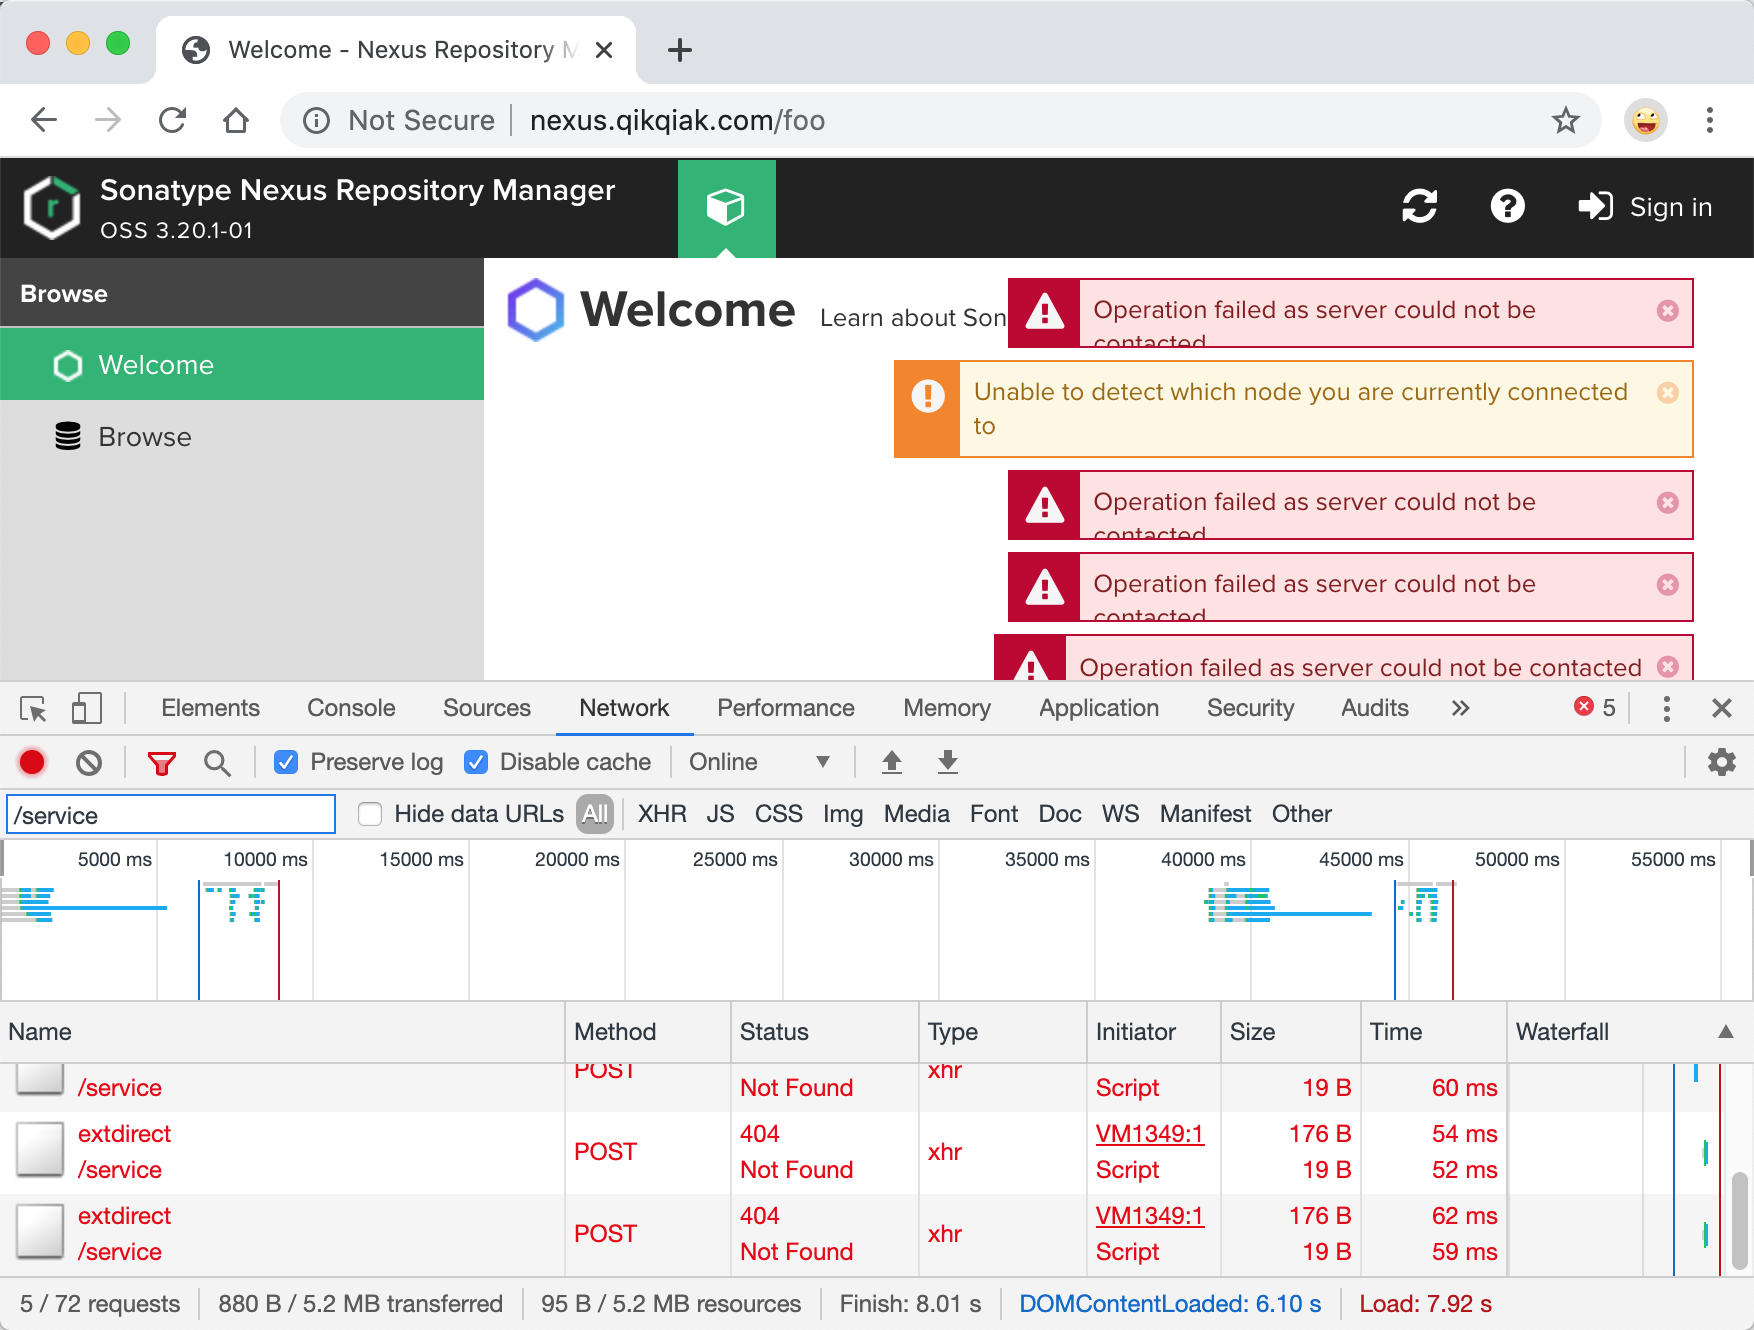 Welcome - Nexus Repository M
Not Secure
nexus.qikqiak.com/foo
Sonatype Nexus Repository Manager
OSS 3.20.1-01
Sign in
Browse
Welcome
Browse
Welcome
Learn about Son
Operation failed as server could not be
contacted
Unable to detect which node you are currently connected
to
Operation failed as server could not be
contacted
Operation failed as server could not be
contacted
Operation failed as server could not be contacted
Elements Console Sources Network Performance Memory Application Security Audits » 5
Preserve log Disable cache Online
/service
Hide data URLs All XHR JS CSS Img Media Font Doc WS Manifest Other
5000 ms 10000 ms 15000 ms 20000 ms 25000 ms 30000 ms 35000 ms 40000 ms 45000 ms 50000 ms 55000 ms
Name Method Status Type Initiator Size Time Waterfall
POST xhr
/service Not Found Script 19 B 60 ms
extdirect 404 VM1349:1 176 B 54 ms
POST xhr
/service Not Found Script 19 B 52 ms
extdirect 404 VM1349:1 176 B 62 ms
POST xhr
/service Not Found Script 19 B 59 ms
5 / 72 requests 880 B / 5.2 MB transferred 95 B / 5.2 MB resources Finish: 8.01 s DOMContentLoaded: 6.10 s Load: 7.92 s